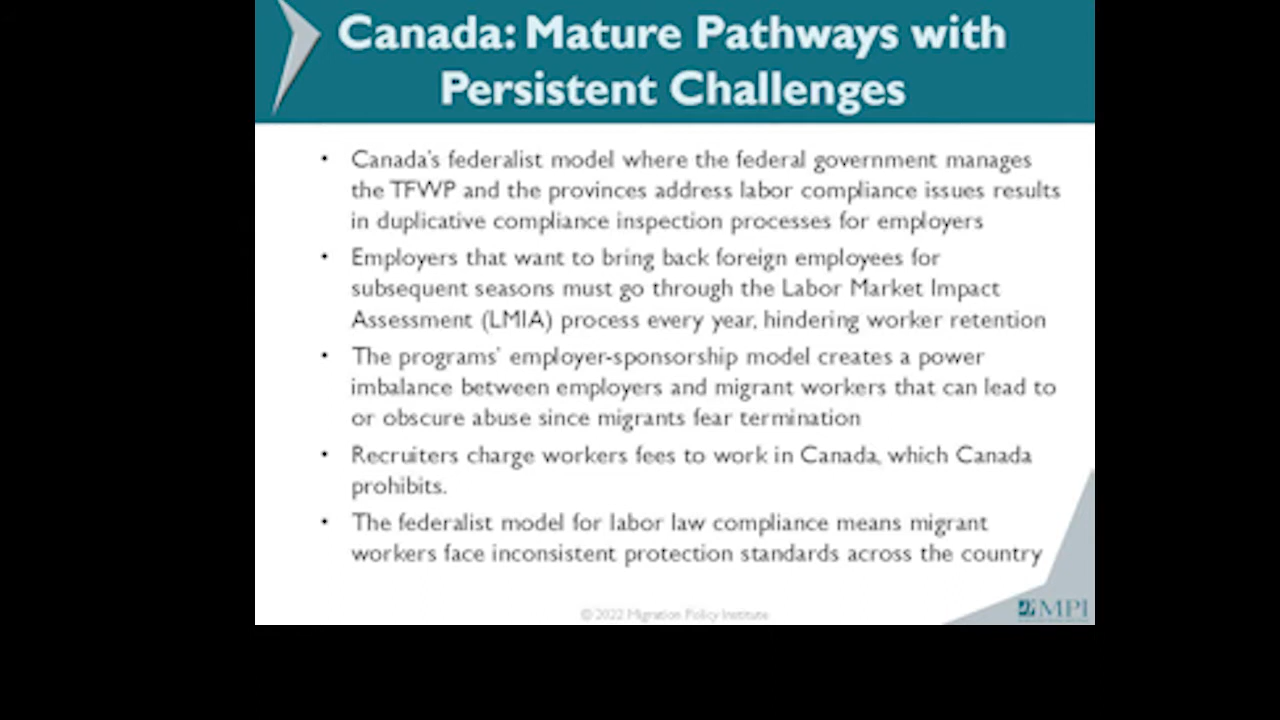 Canada: Mature Pathways with
Persistent Challenges
• Canada's federalist model where the federal government manages
the TFWP and the provinces address labor compliance issues results
in duplicative compliance inspection processes for employers
• Employers that want to bring back foreign employees for
subsequent seasons must go through the Labor Market Impact
Assessment (LMIA) process every year, hindering worker retention
• The programs' employer-sponsorship model creates a power
imbalance between employers and migrant workers that can lead to
or obscure abuse since migrants fear termination
• Recruiters charge workers fees to work in Canada, which Canada
prohibits.
• The federalist model for labor law compliance means migrant
workers face inconsistent protection standards across the country
© 2022 Migration Policy Institute
MPI